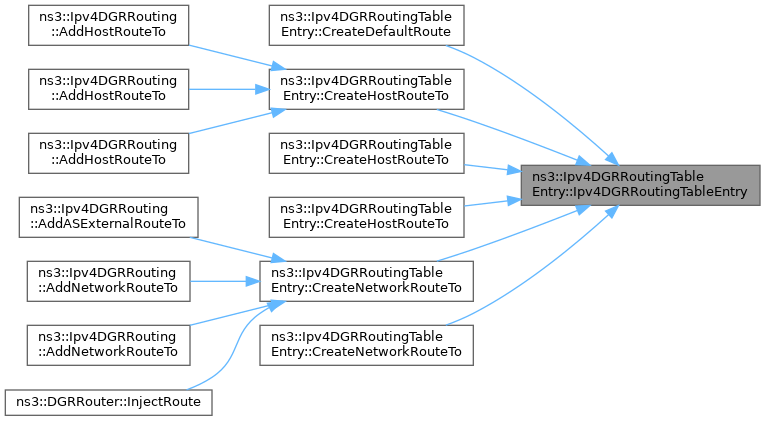 ns3::Ipv4DGRRouting
::AddHostRouteTo
ns3::Ipv4DGRRouting
::AddHostRouteTo
ns3::Ipv4DGRRouting
::AddHostRouteTo
ns3::Ipv4DGRRouting
::AddASExternalRouteTo
ns3::Ipv4DGRRouting
::AddNetworkRouteTo
ns3::Ipv4DGRRouting
::AddNetworkRouteTo
ns3::DGRRouter::InjectRoute
ns3::Ipv4DGRRoutingTable
Entry::CreateDefaultRoute
ns3::Ipv4DGRRoutingTable
Entry::CreateHostRouteTo
ns3::Ipv4DGRRoutingTable
Entry::CreateHostRouteTo
ns3::Ipv4DGRRoutingTable
Entry::CreateHostRouteTo
ns3::Ipv4DGRRoutingTable
Entry::CreateNetworkRouteTo
ns3::Ipv4DGRRoutingTable
Entry::CreateNetworkRouteTo
ns3::Ipv4DGRRoutingTable
Entry::Ipv4DGRRoutingTableEntry